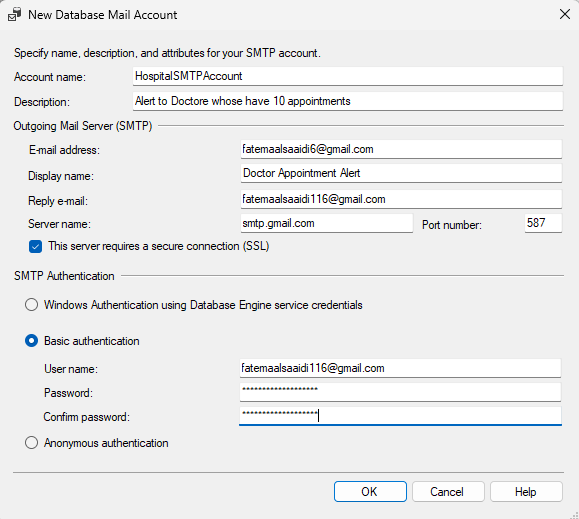 New Database Mail Account
Specify name, description, and attributes for your SMTP account.
Account name: HospitalSMTPAccount
Description: Alert to Doctore whose have 10 appointments
Outgoing Mail Server (SMTP)
E-mail address: fatemaalsaaidi6@gmail.com
Display name: Doctor Appointment Alert
Reply e-mail: fatemaalsaaidi116@gmail.com
Server name: smtp.gmail.com Port number: 587
This server requires a secure connection (SSL)
SMTP Authentication
Windows Authentication using Database Engine service credentials
Basic authentication
User name: fatemaalsaaidi116@gmail.com
Password: *******************
Confirm password: *******************
Anonymous authentication
OK Cancel Help